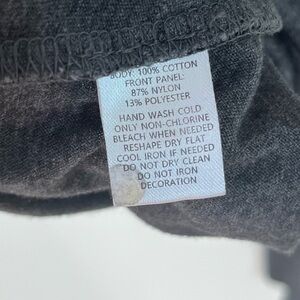 BODY: 100% COTTON
FRONT PANEL:
87% NYLON
13% POLYESTER
HAND WASH COLD
ONLY NON-CHLORINE
BLEACH WHEN NEEDED
RESHAPE DRY FLAT
COOL IRON IF NEEDED
DO NOT DRY CLEAN
DO NOT IRON
DECORATION